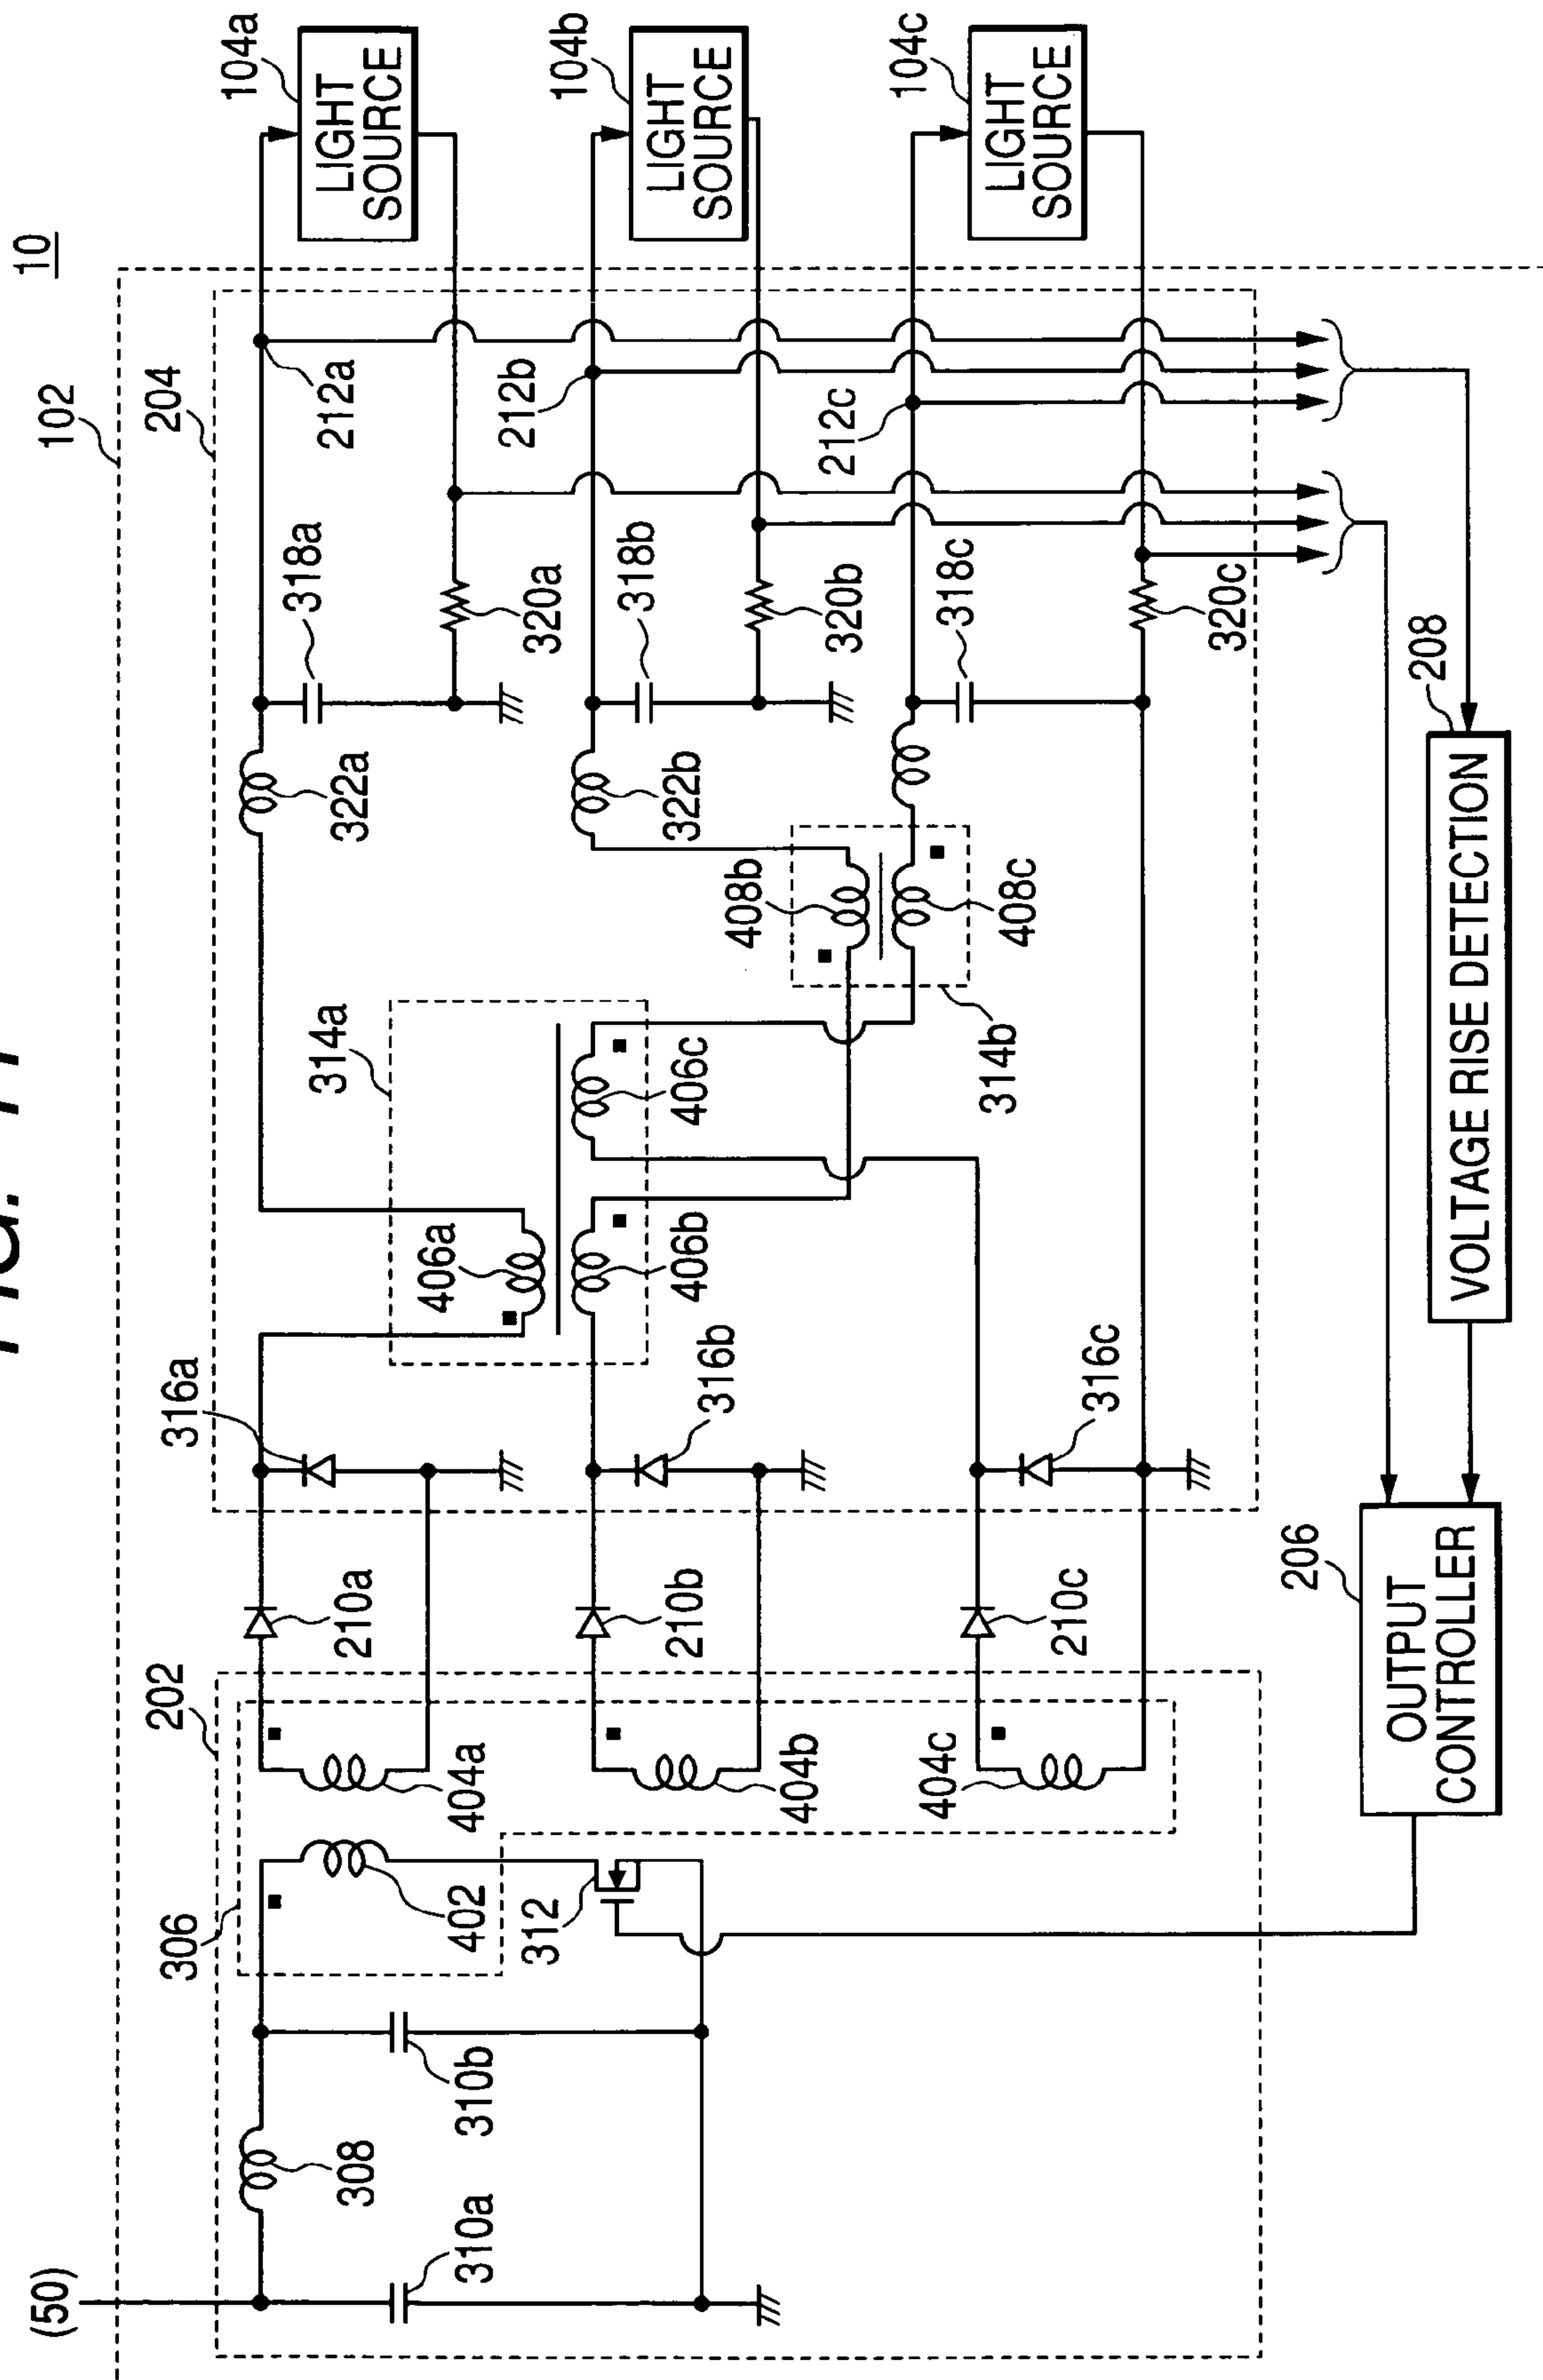 10
102
204
104a
LIGHT
SOURCE
104b
LIGHT
SOURCE
104c
LIGHT
SOURCE
212a
212b
212c
318a
320a
318b
320b
318c
320c
322a
322b
408b
408c
314a
314b
406a
406b
406c
316a
316b
316c
210a
210b
210c
202
404a
404b
404c
306
402
312
310b
308
310a
(50)
208
VOLTAGE RISE DETECTION
206
OUTPUT
CONTROLLER